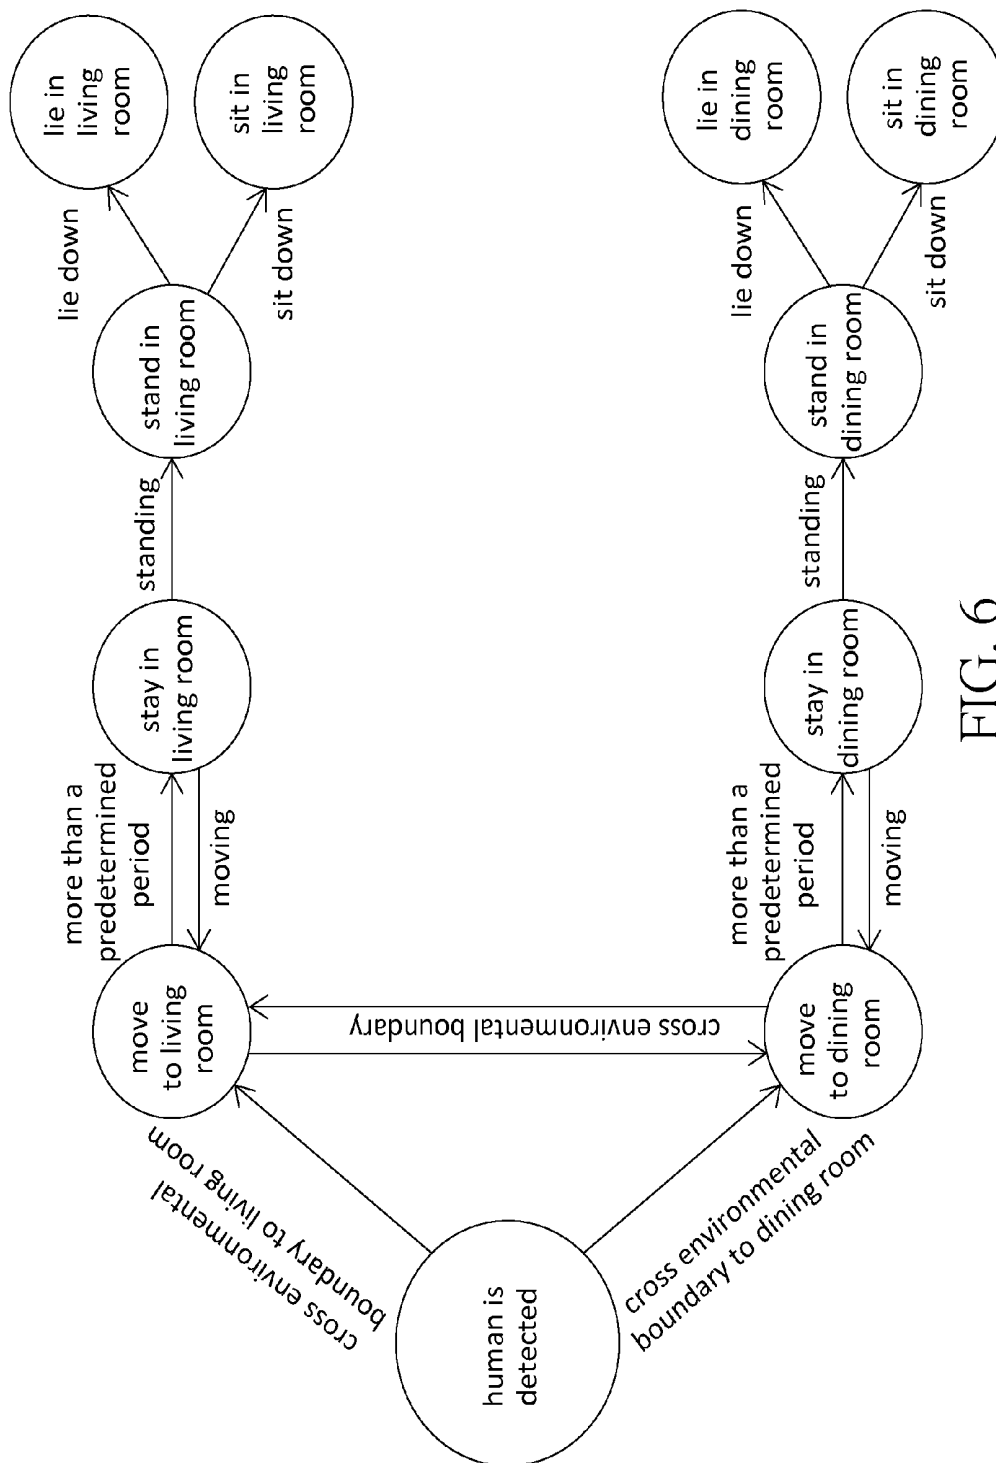 lie in
living
room
sit in
living
room
lie down
sit down
stand in
living room
standing
stay in
living room
more than a
predetermined
period
moving
move
to living
room
cross environmental
boundary to living room
cross environmental boundary
human is
detected
cross environmental
boundary to dining room
move
to dining
room
more than a
predetermined
period
moving
stay in
dining room
standing
stand in
dining room
lie down
sit down
lie in
dining
room
sit in
dining
room
FIG. 6